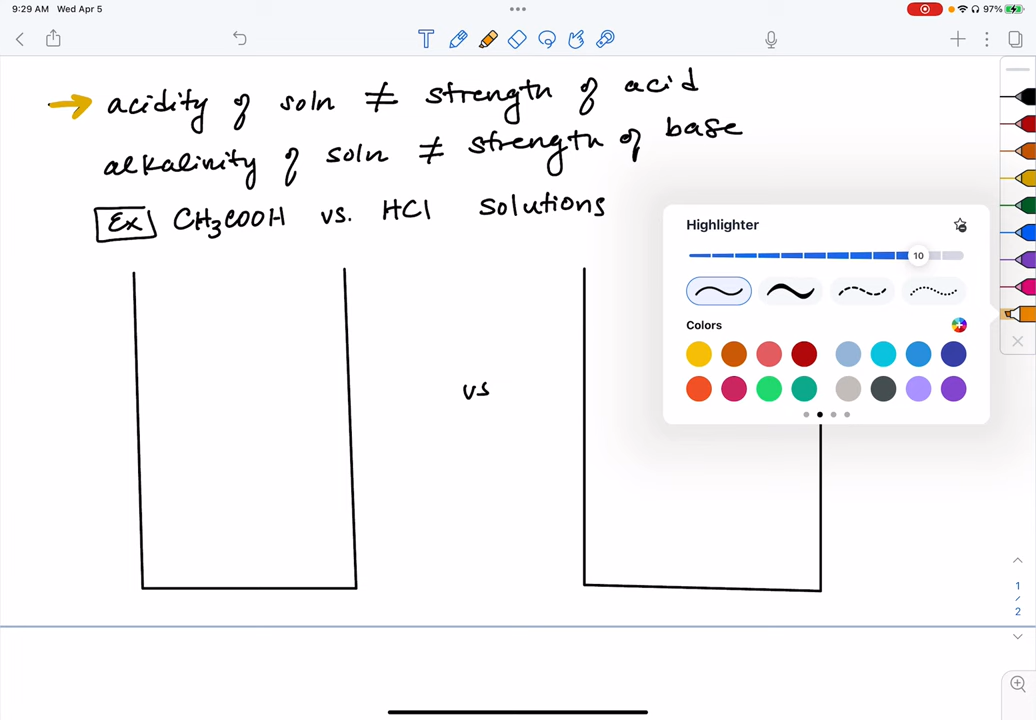 9:29 AM Wed Apr 5
97%
→ acidity of soln ≠ strength of acid
alkalinity of soln ≠ strength of base
Ex CH3COOH vs. HCl solutions
vs
Highlighter
10
Colors
1
/
2